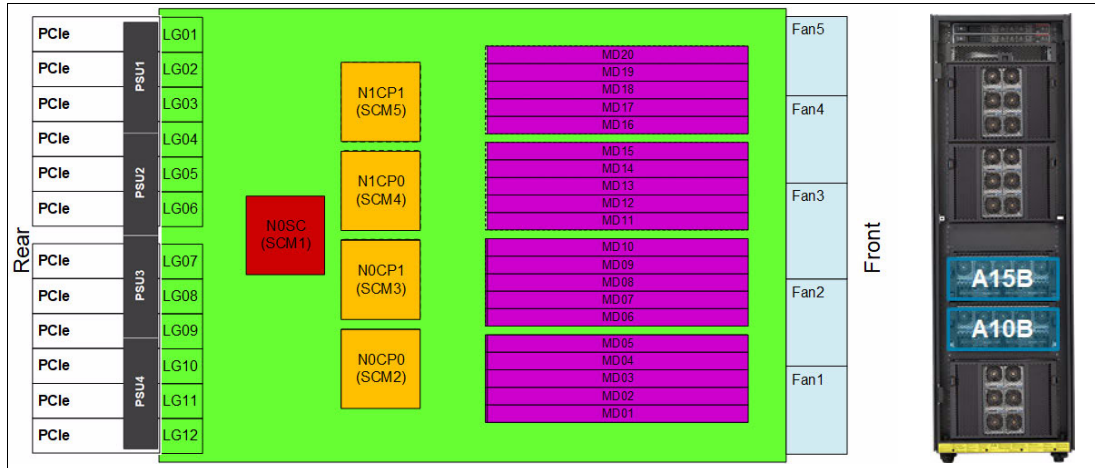 Rear
PCIe
PCIe
PCIe
PCIe
PCIe
PCIe
PCIe
PCIe
PCIe
PCIe
PCIe
PCIe
PSU1
PSU2
PSU3
PSU4
LG01
LG02
LG03
LG04
LG05
LG06
LG07
LG08
LG09
LG10
LG11
LG12
N0SC
(SCM1)
N1CP1
(SCM5)
N1CP0
(SCM4)
N0CP1
(SCM3)
N0CP0
(SCM2)
MD20
MD19
MD18
MD17
MD16
MD15
MD14
MD13
MD12
MD11
MD10
MD09
MD08
MD07
MD06
MD05
MD04
MD03
MD02
MD01
Fan5
Fan4
Fan3
Fan2
Fan1
Front
A15B
A10B